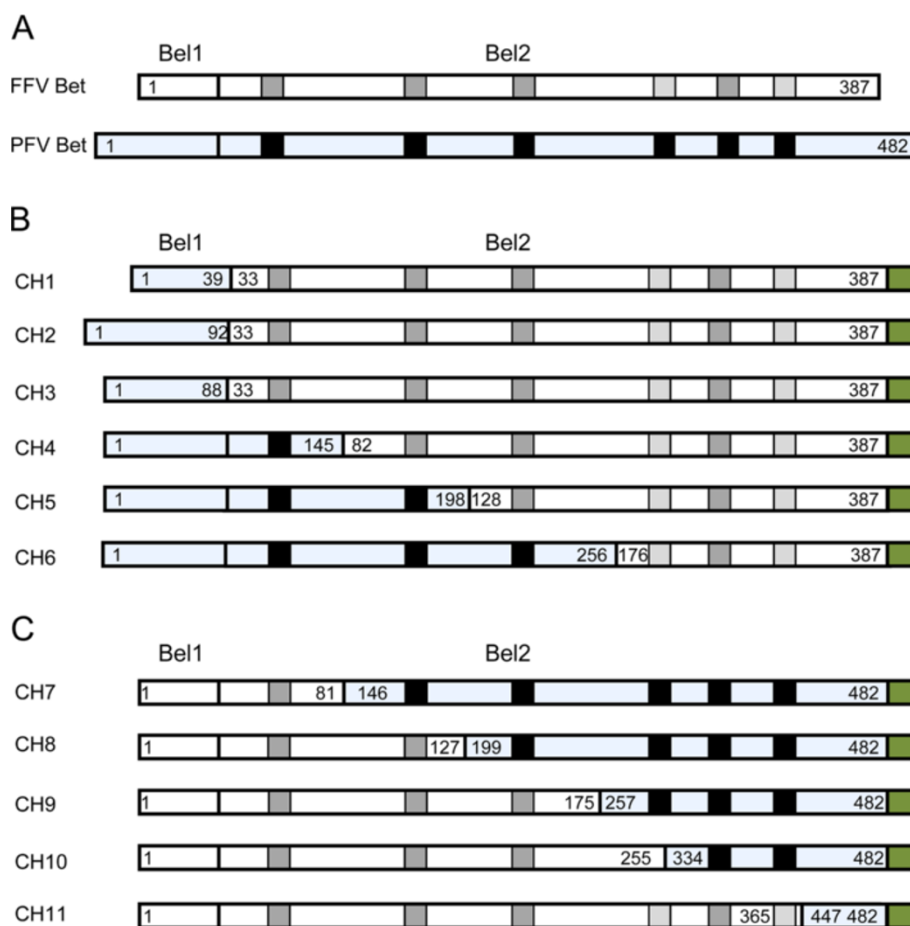 A
Bel1 Bel2
FFV Bet 1 387
PFV Bet 1 482
B
Bel1 Bel2
CH1 1 39 33 387
CH2 1 92 33 387
CH3 1 88 33 387
CH4 1 145 82 387
CH5 1 198 128 387
CH6 1 256 176 387
C
Bel1 Bel2
CH7 1 81 146 482
CH8 1 127 199 482
CH9 1 175 257 482
CH10 1 255 334 482
CH11 1 365 447 482